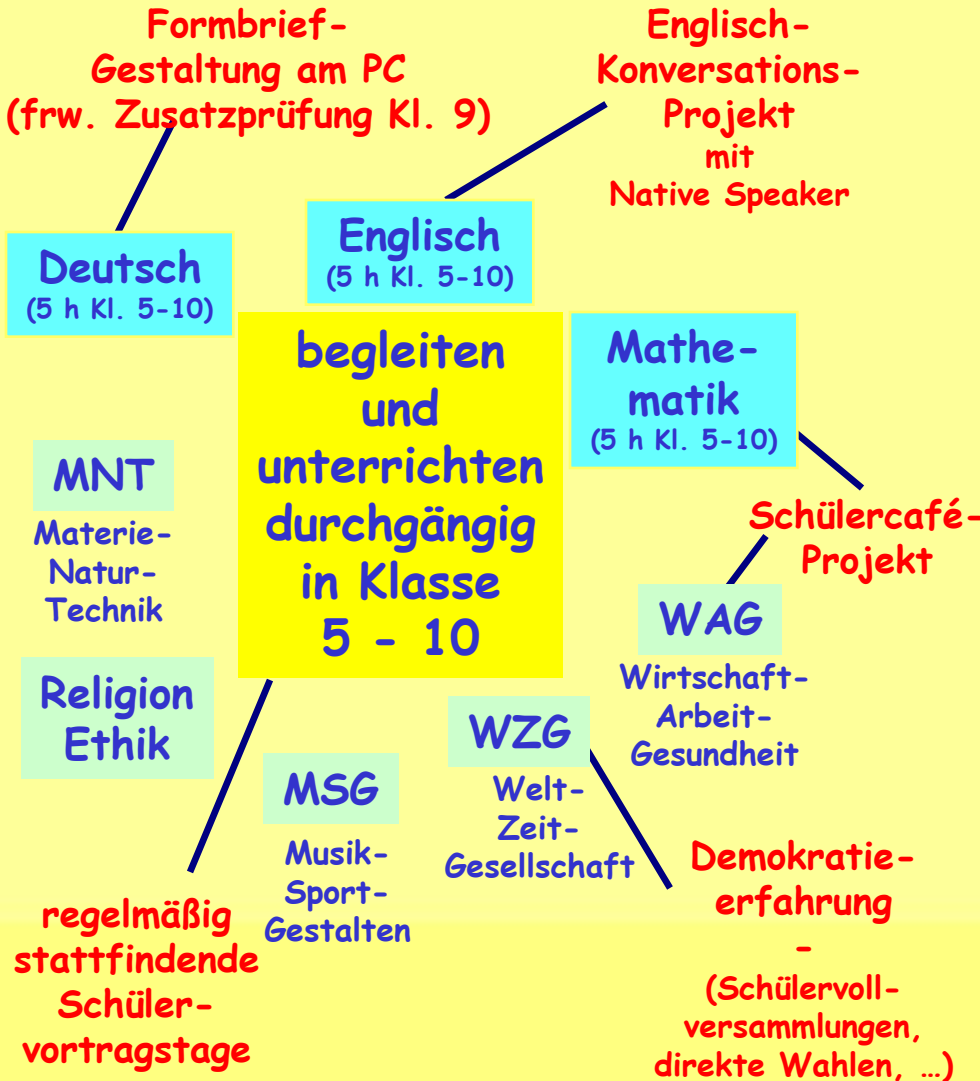 Formbrief-
Gestaltung am PC
(frw. Zusatzprüfung Kl. 9)
Englisch-
Konversations-
Projekt
mit
Native Speaker
Deutsch
(5 h Kl. 5-10)
Englisch
(5 h Kl. 5-10)
begleiten
und
unterrichten
durchgängig
in Klasse
5 - 10
Mathe-
matik
(5 h Kl. 5-10)
MNT
Materie-
Natur-
Technik
Schülercafé-
Projekt
WAG
Wirtschaft-
Arbeit-
Gesundheit
Religion
Ethik
MSG
Musik-
Sport-
Gestalten
WZG
Welt-
Zeit-
Gesellschaft
regelmäßig
stattfindende
Schüler-
vortragstage
Demokratie-
erfahrung
-
(Schülervoll-
versammlungen,
direkte Wahlen, …)